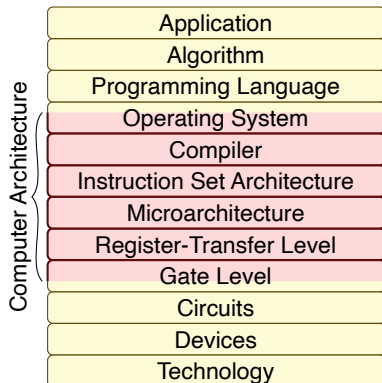 Application
Algorithm
Programming Language
Operating System
Compiler
Instruction Set Architecture
Microarchitecture
Register-Transfer Level
Gate Level
Circuits
Devices
Technology
Computer Architecture